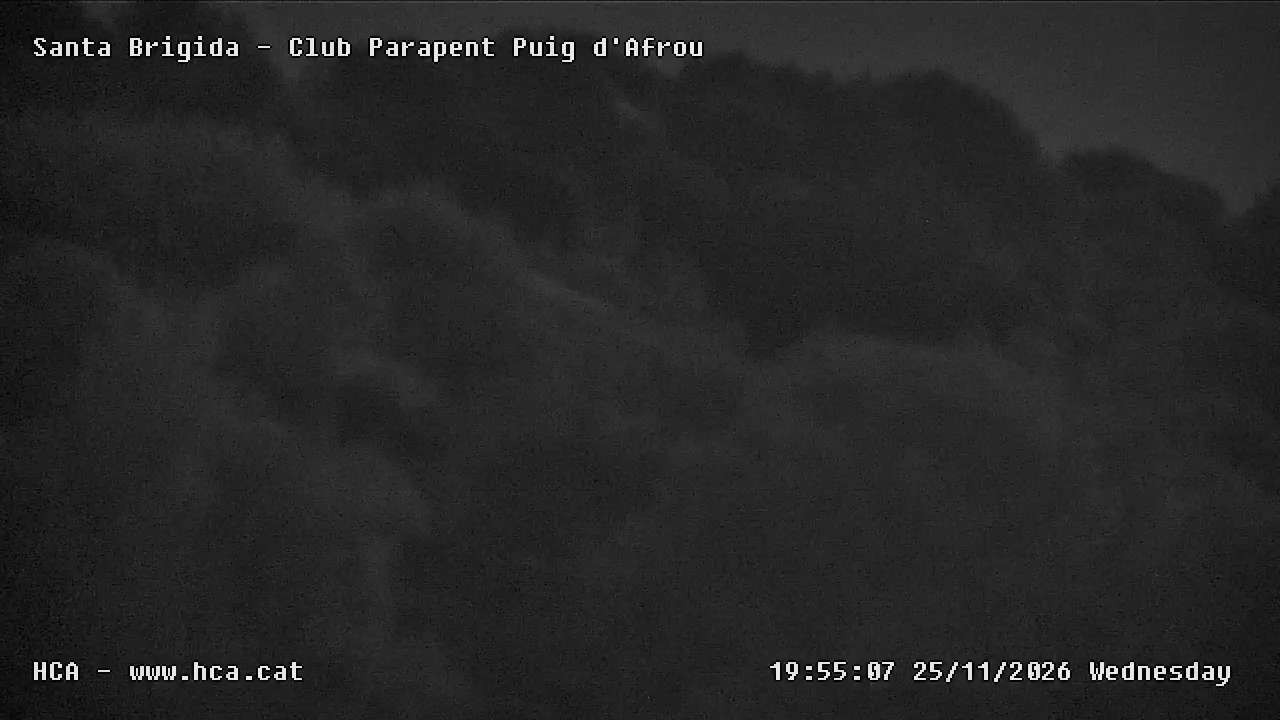 Santa Brigida - Club Parapent Puig d'Afrou
HCA - www.hca.cat
19:55:07 25/11/2026 Wednesday